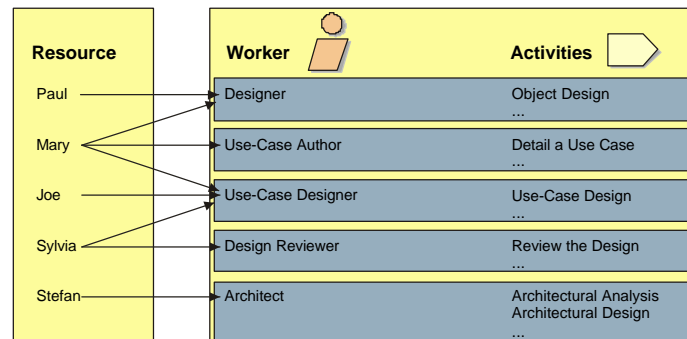 Resource Worker Activities
Paul Designer Object Design
...
Mary Use-Case Author Detail a Use Case
...
Joe Use-Case Designer Use-Case Design
...
Sylvia Design Reviewer Review the Design
...
Stefan Architect Architectural Analysis
Architectural Design
...